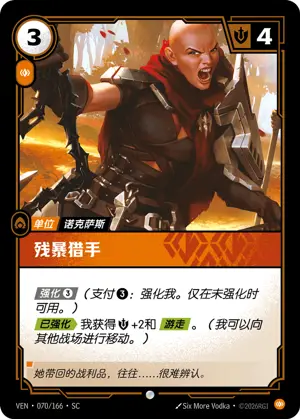 3
4
单位 诺克萨斯
残暴猎手
强化 3 （支付3：强化我。仅在未强化时
可用。）
已强化 我获得 +2和 游走 。（我可以向
其他战场进行移动。）
她带回的战利品，往往……很难辨认。
VEN • 070/166 • SC
Six More Vodka • ©2026RGI